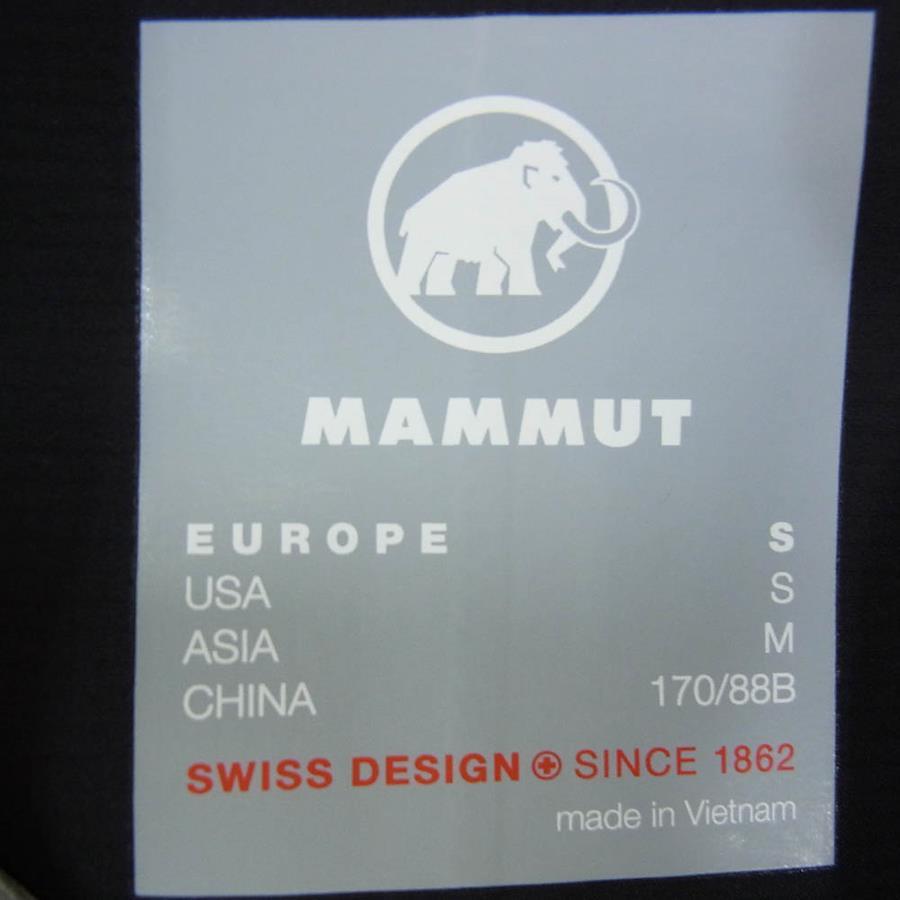 MAMMUT
EUROPE S
USA S
ASIA M
CHINA 170/88B
SWISS DESIGN SINCE 1862
made in Vietnam